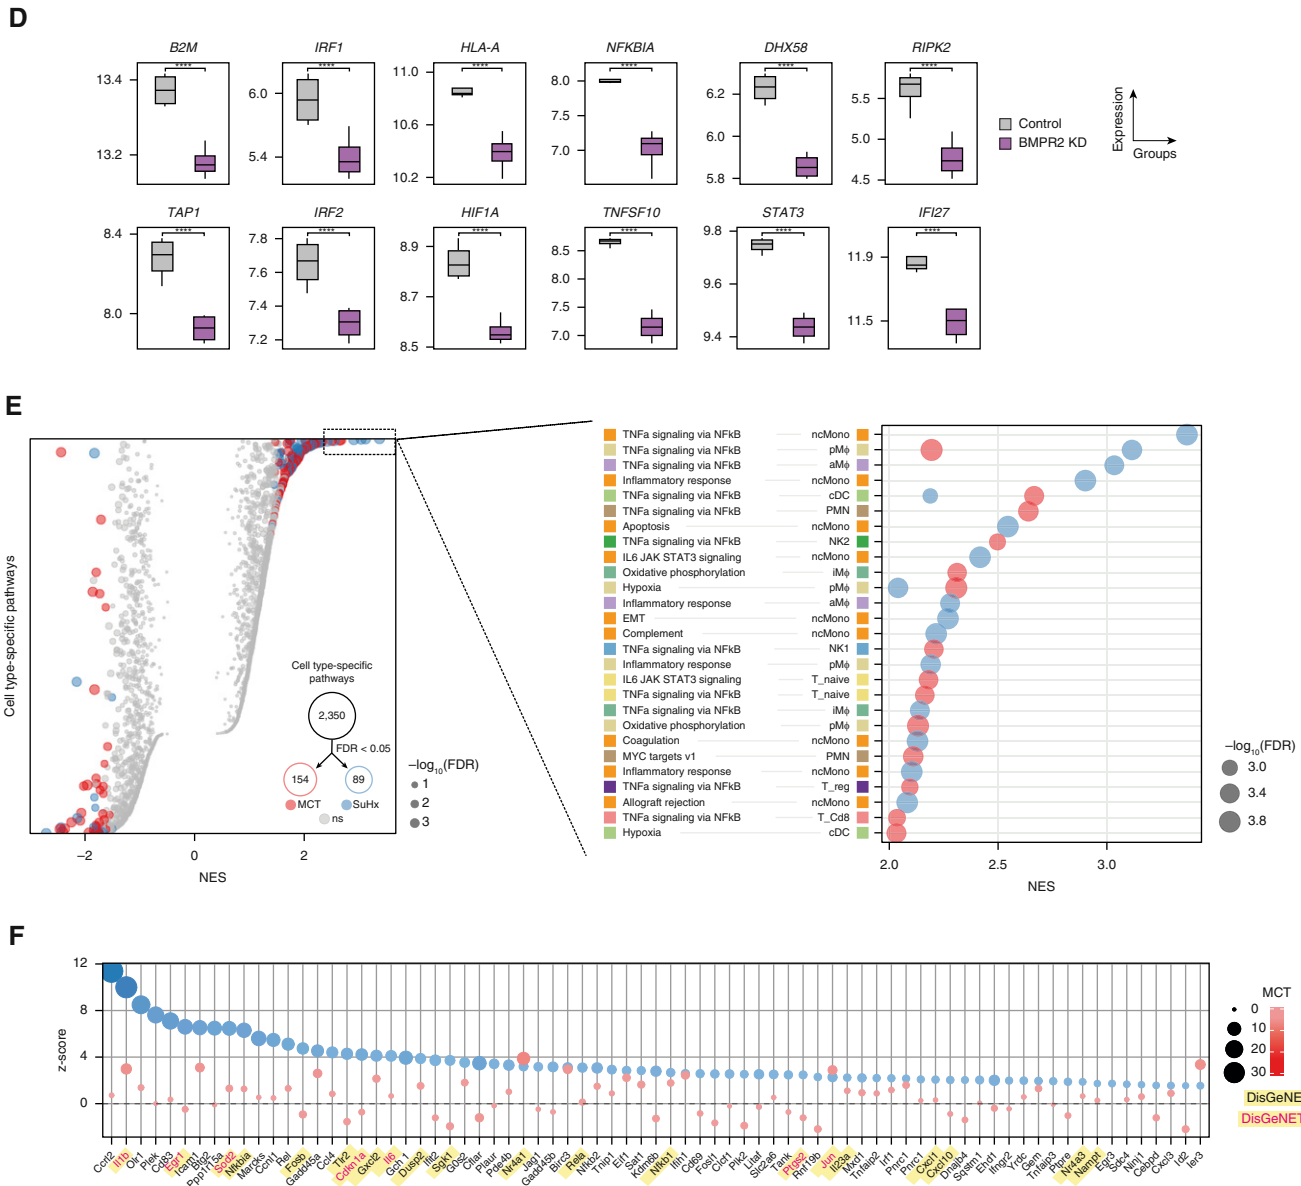 D
B2M
IRF1
HLA-A
NFKBIA
DHX58
RIPK2
13.4
13.2
****
6.0
5.4
****
11.0
10.6
10.2
****
8.0
7.5
7.0
****
6.2
6.0
5.8
****
5.5
5.0
4.5
****
Control
BMPR2 KD
Expression
Groups
TAP1
IRF2
HIF1A
TNFSF10
STAT3
IFI27
8.4
8.0
****
7.8
7.6
7.4
7.2
****
8.9
8.7
8.5
****
8.5
8.0
7.5
7.0
****
9.8
9.6
9.4
****
11.9
11.5
****
E
Cell type-specific pathways
Cell type-specific
pathways
2,350
FDR < 0.05
154
89
MCT
SuHx
ns
−log10(FDR)
1
2
3
−2
0
2
NES
TNFa signaling via NFkB ncMono
TNFa signaling via NFkB pMϕ
TNFa signaling via NFkB aMϕ
Inflammatory response ncMono
TNFa signaling via NFkB cDC
TNFa signaling via NFkB PMN
Apoptosis ncMono
TNFa signaling via NFkB NK2
IL6 JAK STAT3 signaling ncMono
Oxidative phosphorylation iMϕ
Hypoxia pMϕ
Inflammatory response aMϕ
EMT ncMono
Complement ncMono
TNFa signaling via NFkB NK1
Inflammatory response pMϕ
IL6 JAK STAT3 signaling T_naive
TNFa signaling via NFkB T_naive
TNFa signaling via NFkB iMϕ
Oxidative phosphorylation pMϕ
Coagulation ncMono
MYC targets v1 PMN
Inflammatory response ncMono
TNFa signaling via NFkB T_reg
Allograft rejection ncMono
TNFa signaling via NFkB T_Cd8
Hypoxia cDC
2.0
2.5
3.0
NES
−log10(FDR)
3.0
3.4
3.8
F
z-score
12
8
4
0
MCT
0
10
20
30
DisGeNE
DisGeNET
Ccrl2
Il1b
Olr1
Plek
Cd83
Egr1
Icam1
Btg2
Ppp1r15a
Sod2
Nfkbia
Marcks
Ccnl1
Rel
Fosb
Gadd45a
Ccl4
Tlr2
Cdkn1a
Gxcl2
Il6
Gch1
Dusp2
Ifit2
Sgk1
G0s2
Cflar
Plaur
Pde4b
Nr4a1
Jag1
Gadd45b
Birc3
Rela
Nfkb2
Tnip1
Eif1
Sat1
Kdm6b
Nfkb1
Ifih1
Cd69
Fosl1
Clcf1
Plk2
Litaf
Slc2a6
Tank
Ptgs2
Rnf19b
Jun
Il23a
Mxd1
Tnfaip2
Trf1
Pnrc1
Pnrc1
Cxcl1
Cxcl10
Dnajb4
Sqstm1
Ehd1
Ifngr2
Yrdc
Gem
Tnfaip3
Ptpre
Nr4a3
Nampt
Egr3
Sdc4
Ninj1
Cebpd
Cxcl3
Id2
Ier3